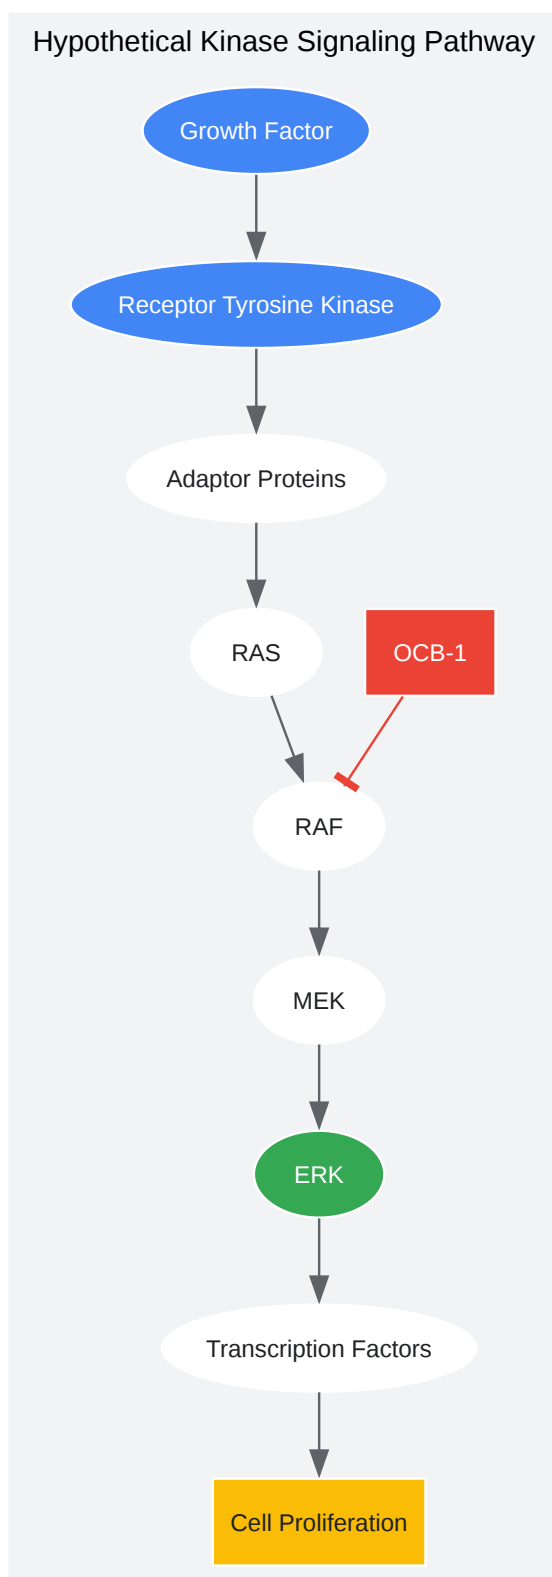 Hypothetical Kinase Signaling Pathway
Growth Factor
Receptor Tyrosine Kinase
Adaptor Proteins
RAS
OCB-1
RAF
MEK
ERK
Transcription Factors
Cell Proliferation